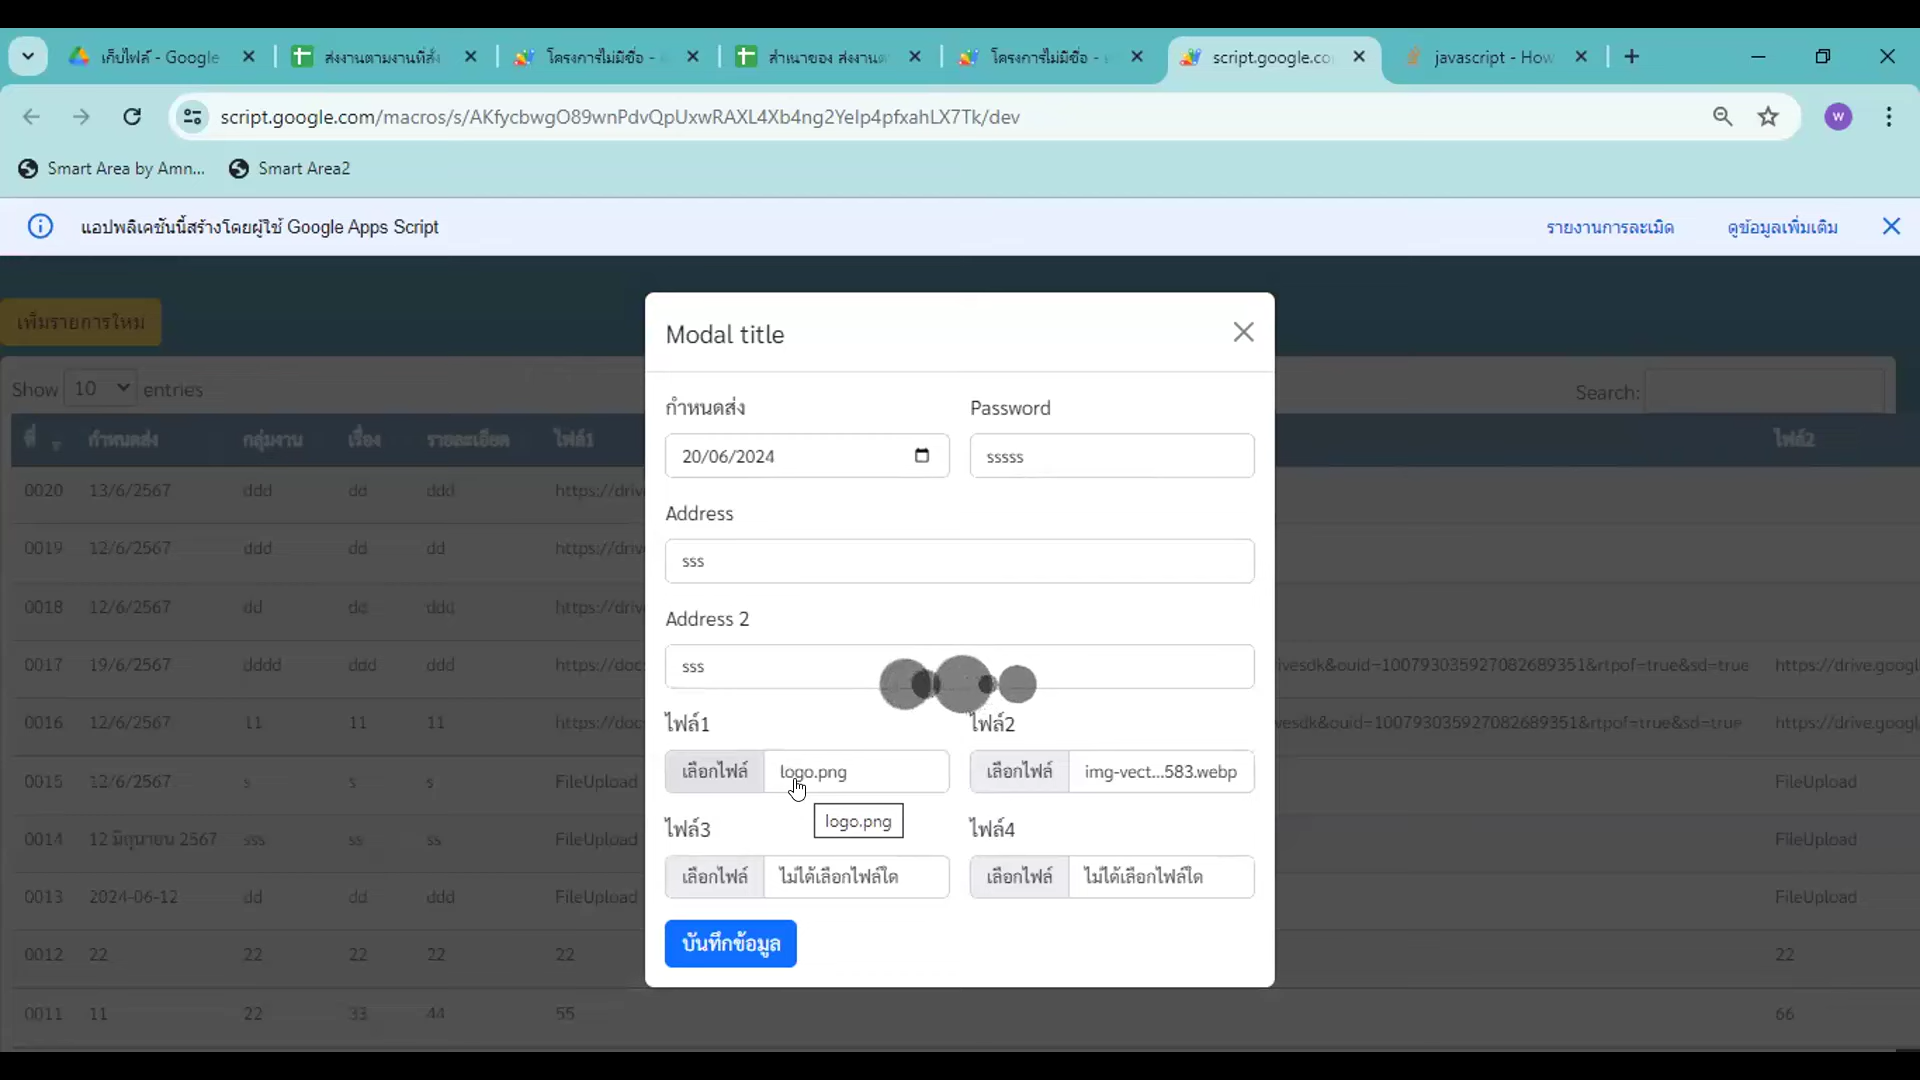 เก็บไฟล์ - Google
ส่งงานตามงานที่สั่ง
โครงการไม่มีชื่อ -
สำเนาของ ส่งงานต
โครงการไม่มีชื่อ -
script.google.co
javascript - How
script.google.com/macros/s/AKfycbwgO89wnPdvQpUxwRAXL4Xb4ng2YeIp4pfxahLX7Tk/dev
W
Smart Area by Amn...
Smart Area2
แอปพลิเคชันนี้สร้างโดยผู้ใช้ Google Apps Script
รายงานการละเมิด
ดูข้อมูลเพิ่มเติม
เพิ่มรายการใหม่
Show 10 entries
Search:
ที่ กำหนดส่ง กลุ่มงาน เรื่อง รายละเอียด ไฟล์1 ไฟล์2
0020 13/6/2567 ddd dd ddd https://driv
0019 12/6/2567 ddd dd dd https://driv
0018 12/6/2567 dd dd ddd https://driv
0017 19/6/2567 dddd ddd ddd https://doc ivesdk&ouid=100793035927082689351&rtpof=true&sd=true https://drive.googl
0016 12/6/2567 11 11 11 https://doc ivesdk&ouid=100793035927082689351&rtpof=true&sd=true https://drive.googl
0015 12/6/2567 s s s FileUpload FileUpload
0014 12 มิถุนายน 2567 sss ss ss FileUpload FileUpload
0013 2024-06-12 dd dd ddd FileUpload FileUpload
0012 22 22 22 22 22 22
0011 11 22 33 44 55 66
Modal title
กำหนดส่ง Password
20/06/2024 sssss
Address
sss
Address 2
sss
ไฟล์1 ไฟล์2
เลือกไฟล์ logo.png เลือกไฟล์ img-vect...583.webp
logo.png
ไฟล์3 ไฟล์4
เลือกไฟล์ ไม่ได้เลือกไฟล์ใด เลือกไฟล์ ไม่ได้เลือกไฟล์ใด
บันทึกข้อมูล